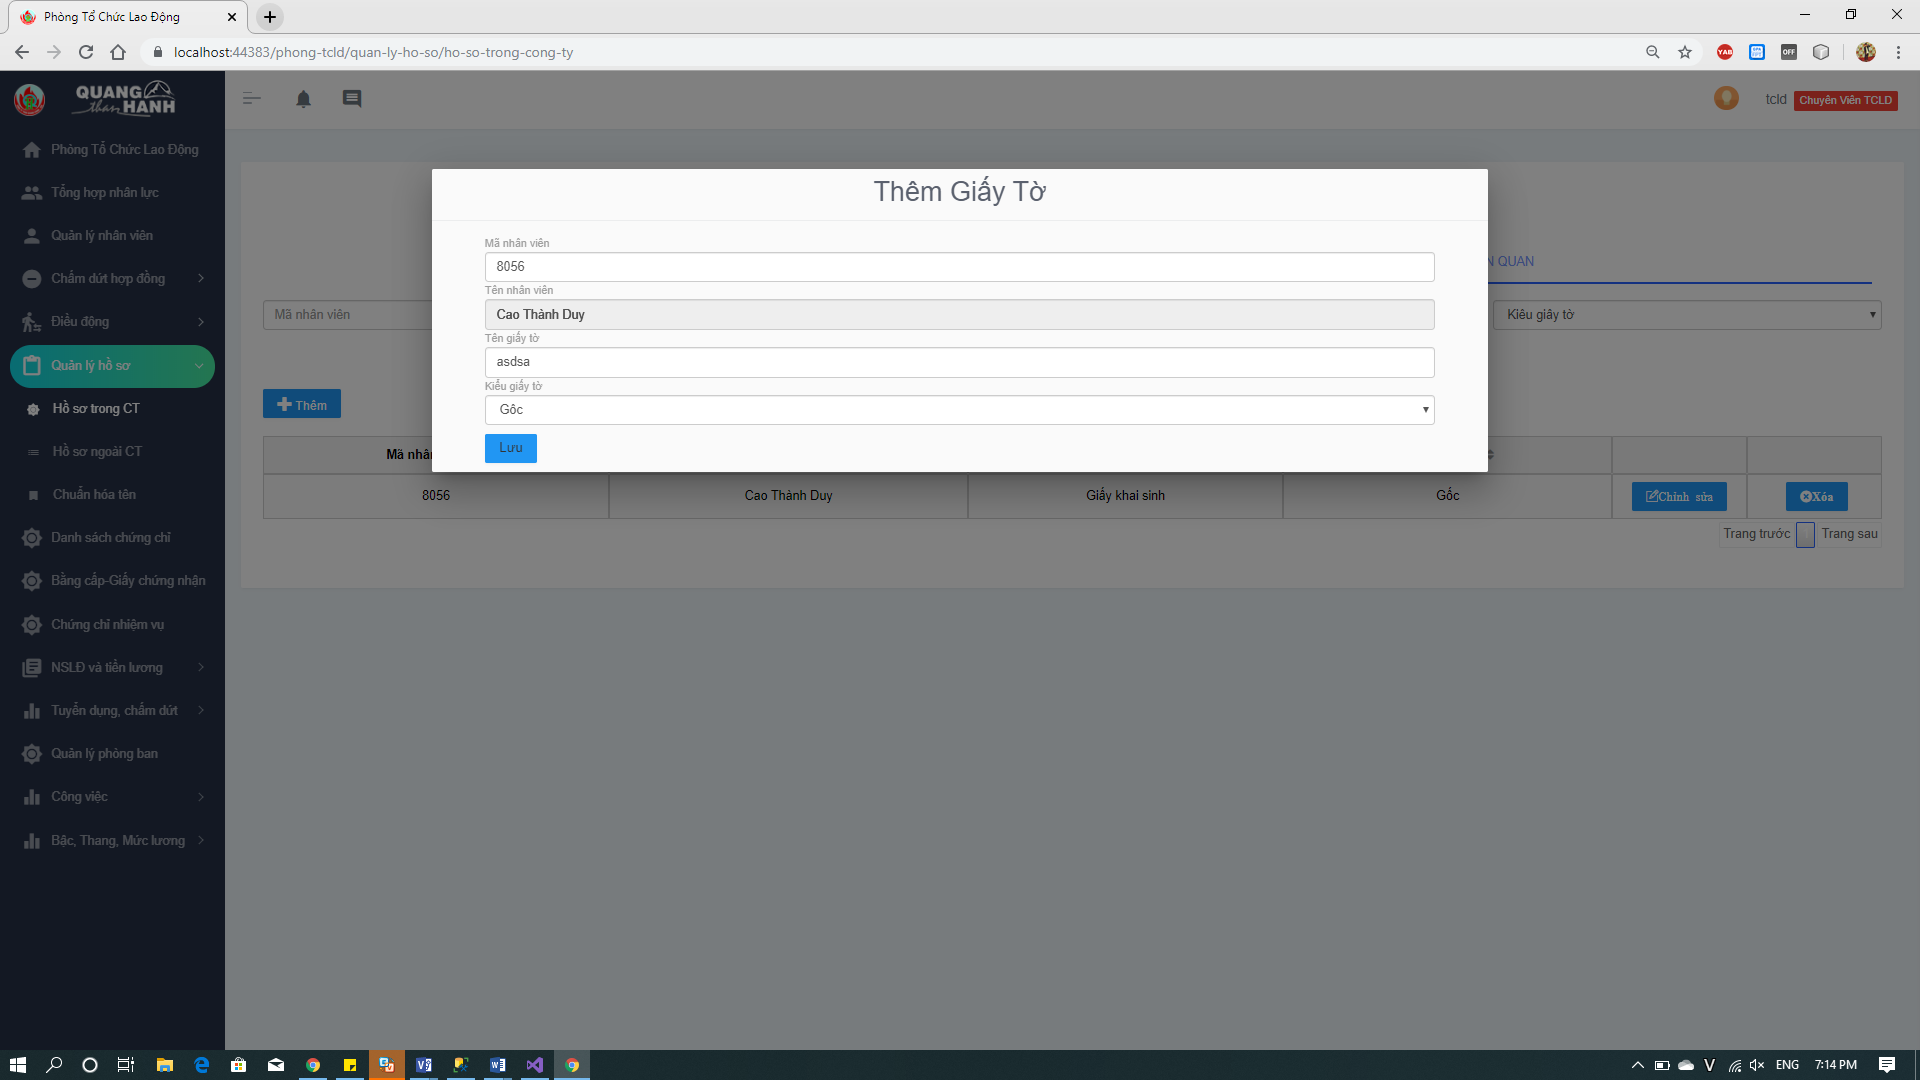 Phòng Tổ Chức Lao Động
localhost:44383/phong-tcld/quan-ly-ho-so/ho-so-trong-cong-ty
YAB
OFF
QUANG
than HANH
tcld Chuyên Viên TCLD
Phòng Tổ Chức Lao Động
Tổng hợp nhân lực
Quản lý nhân viên
Chấm dứt hợp đồng
Điều động
Quản lý hồ sơ
Hồ sơ trong CT
Hồ sơ ngoài CT
Chuẩn hóa tên
Danh sách chứng chỉ
Bằng cấp-Giấy chứng nhận
Chứng chỉ nhiệm vụ
NSLĐ và tiền lương
Tuyển dụng, chấm dứt
Quản lý phòng ban
Công việc
Bậc, Thang, Mức lương
Thêm Giấy Tờ
Mã nhân viên
8056
Tên nhân viên
Cao Thành Duy
Tên giấy tờ
asdsa
Kiểu giấy tờ
Gốc
Lưu
N QUAN
Mã nhân viên
Kiểu giấy tờ
Thêm
Mã nhân
8056 Cao Thành Duy Giấy khai sinh Gốc Chỉnh sửa Xóa
Trang trước Trang sau
ENG 7:14 PM